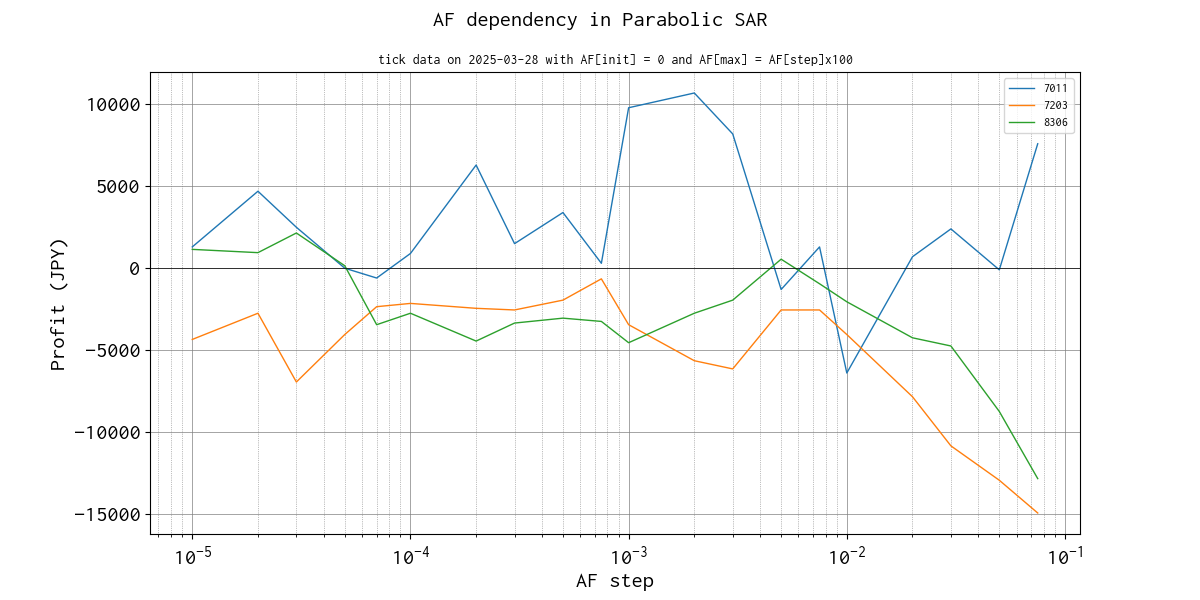 AF dependency in Parabolic SAR
tick data on 2025-03-28 with AF[init] = 0 and AF[max] = AF[step]x100
7011
7203
8306
10000
5000
0
−5000
−10000
−15000
Profit (JPY)
10⁻⁵ 10⁻⁴ 10⁻³ 10⁻² 10⁻¹
AF step